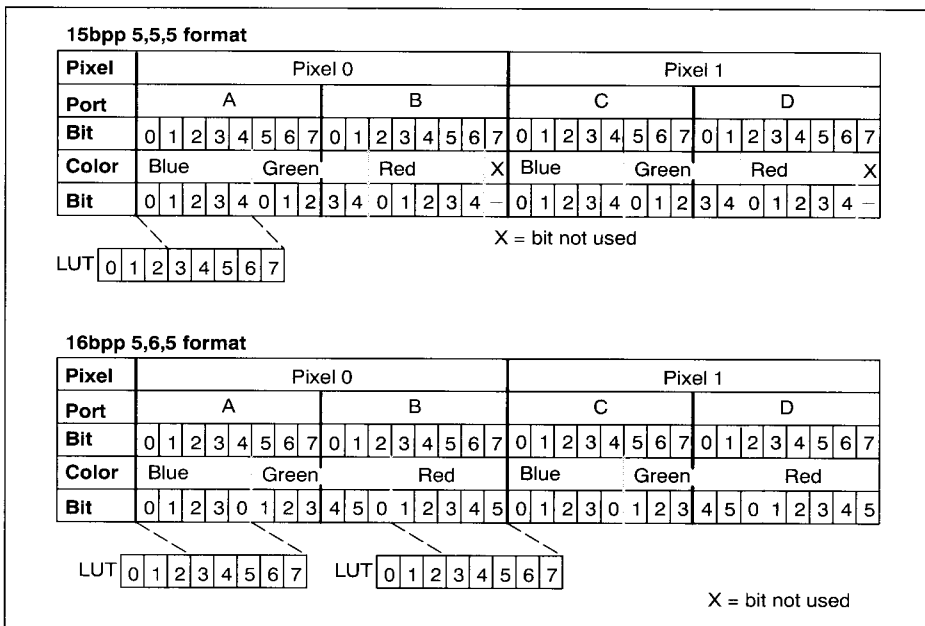 15bpp 5,5,5 format
Pixel Pixel 0 Pixel 1
Port A B C D
Bit 0 1 2 3 4 5 6 7 0 1 2 3 4 5 6 7 0 1 2 3 4 5 6 7 0 1 2 3 4 5 6 7
Color Blue Green Red X Blue Green Red X
Bit 0 1 2 3 4 0 1 2 3 4 0 1 2 3 4 – 0 1 2 3 4 0 1 2 3 4 0 1 2 3 4 –
X = bit not used
LUT 0 1 2 3 4 5 6 7
16bpp 5,6,5 format
Pixel Pixel 0 Pixel 1
Port A B C D
Bit 0 1 2 3 4 5 6 7 0 1 2 3 4 5 6 7 0 1 2 3 4 5 6 7 0 1 2 3 4 5 6 7
Color Blue Green Red Blue Green Red
Bit 0 1 2 3 0 1 2 3 4 5 0 1 2 3 4 5 0 1 2 3 0 1 2 3 4 5 0 1 2 3 4 5
LUT 0 1 2 3 4 5 6 7 LUT 0 1 2 3 4 5 6 7
X = bit not used